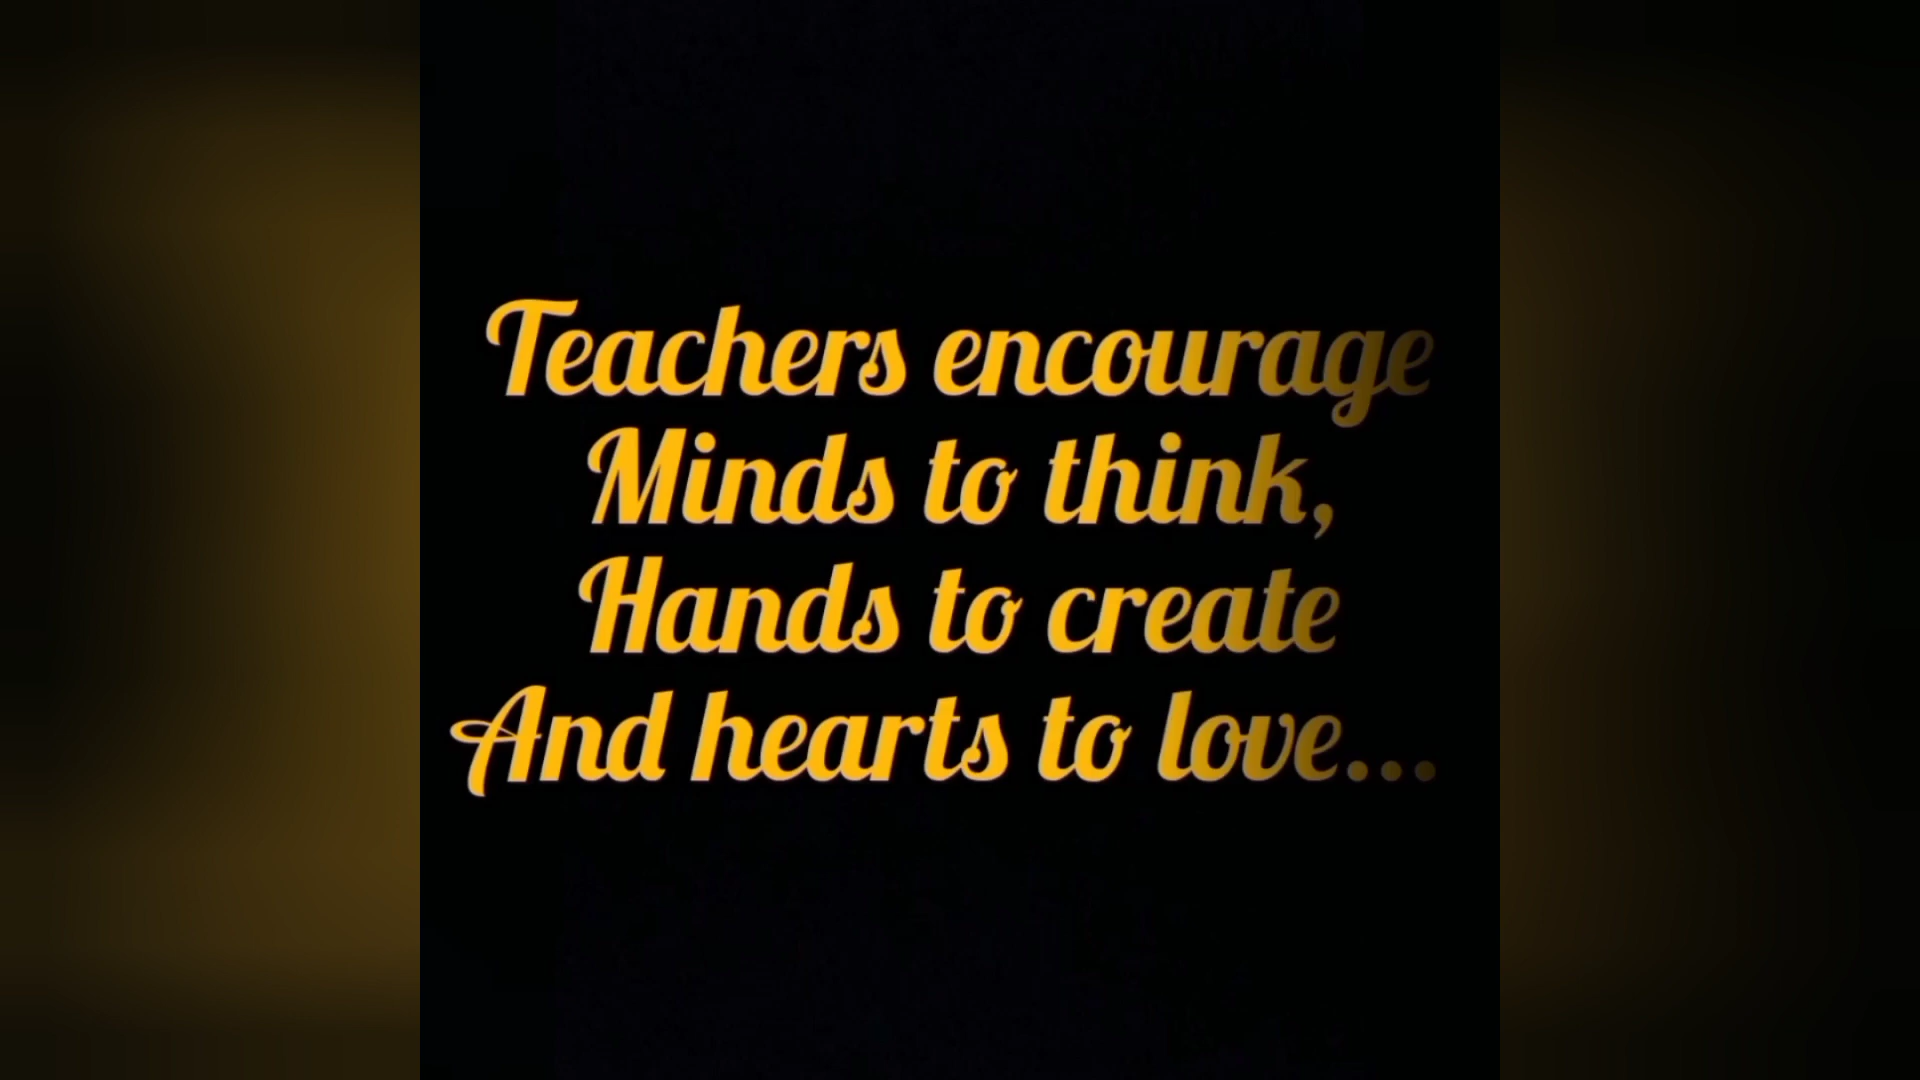 Teachers encourage
Minds to think,
Hands to create
And hearts to love...